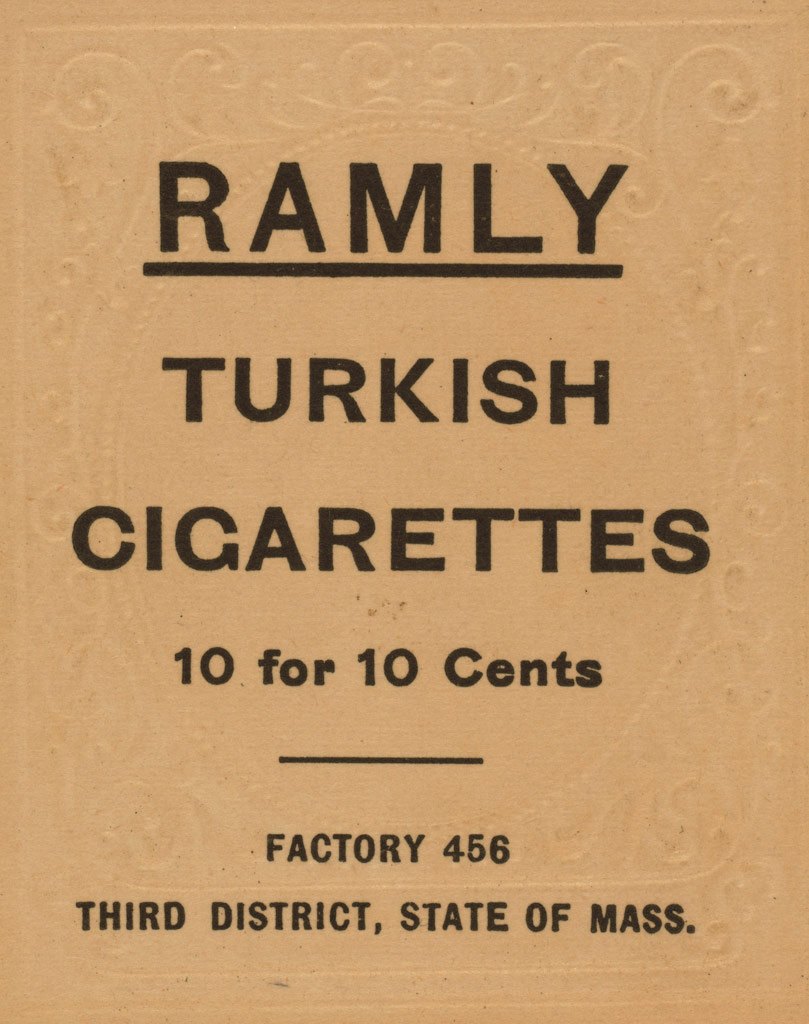 RAMLY
TURKISH
CIGARETTES
10 for 10 Cents
FACTORY 456
THIRD DISTRICT, STATE OF MASS.